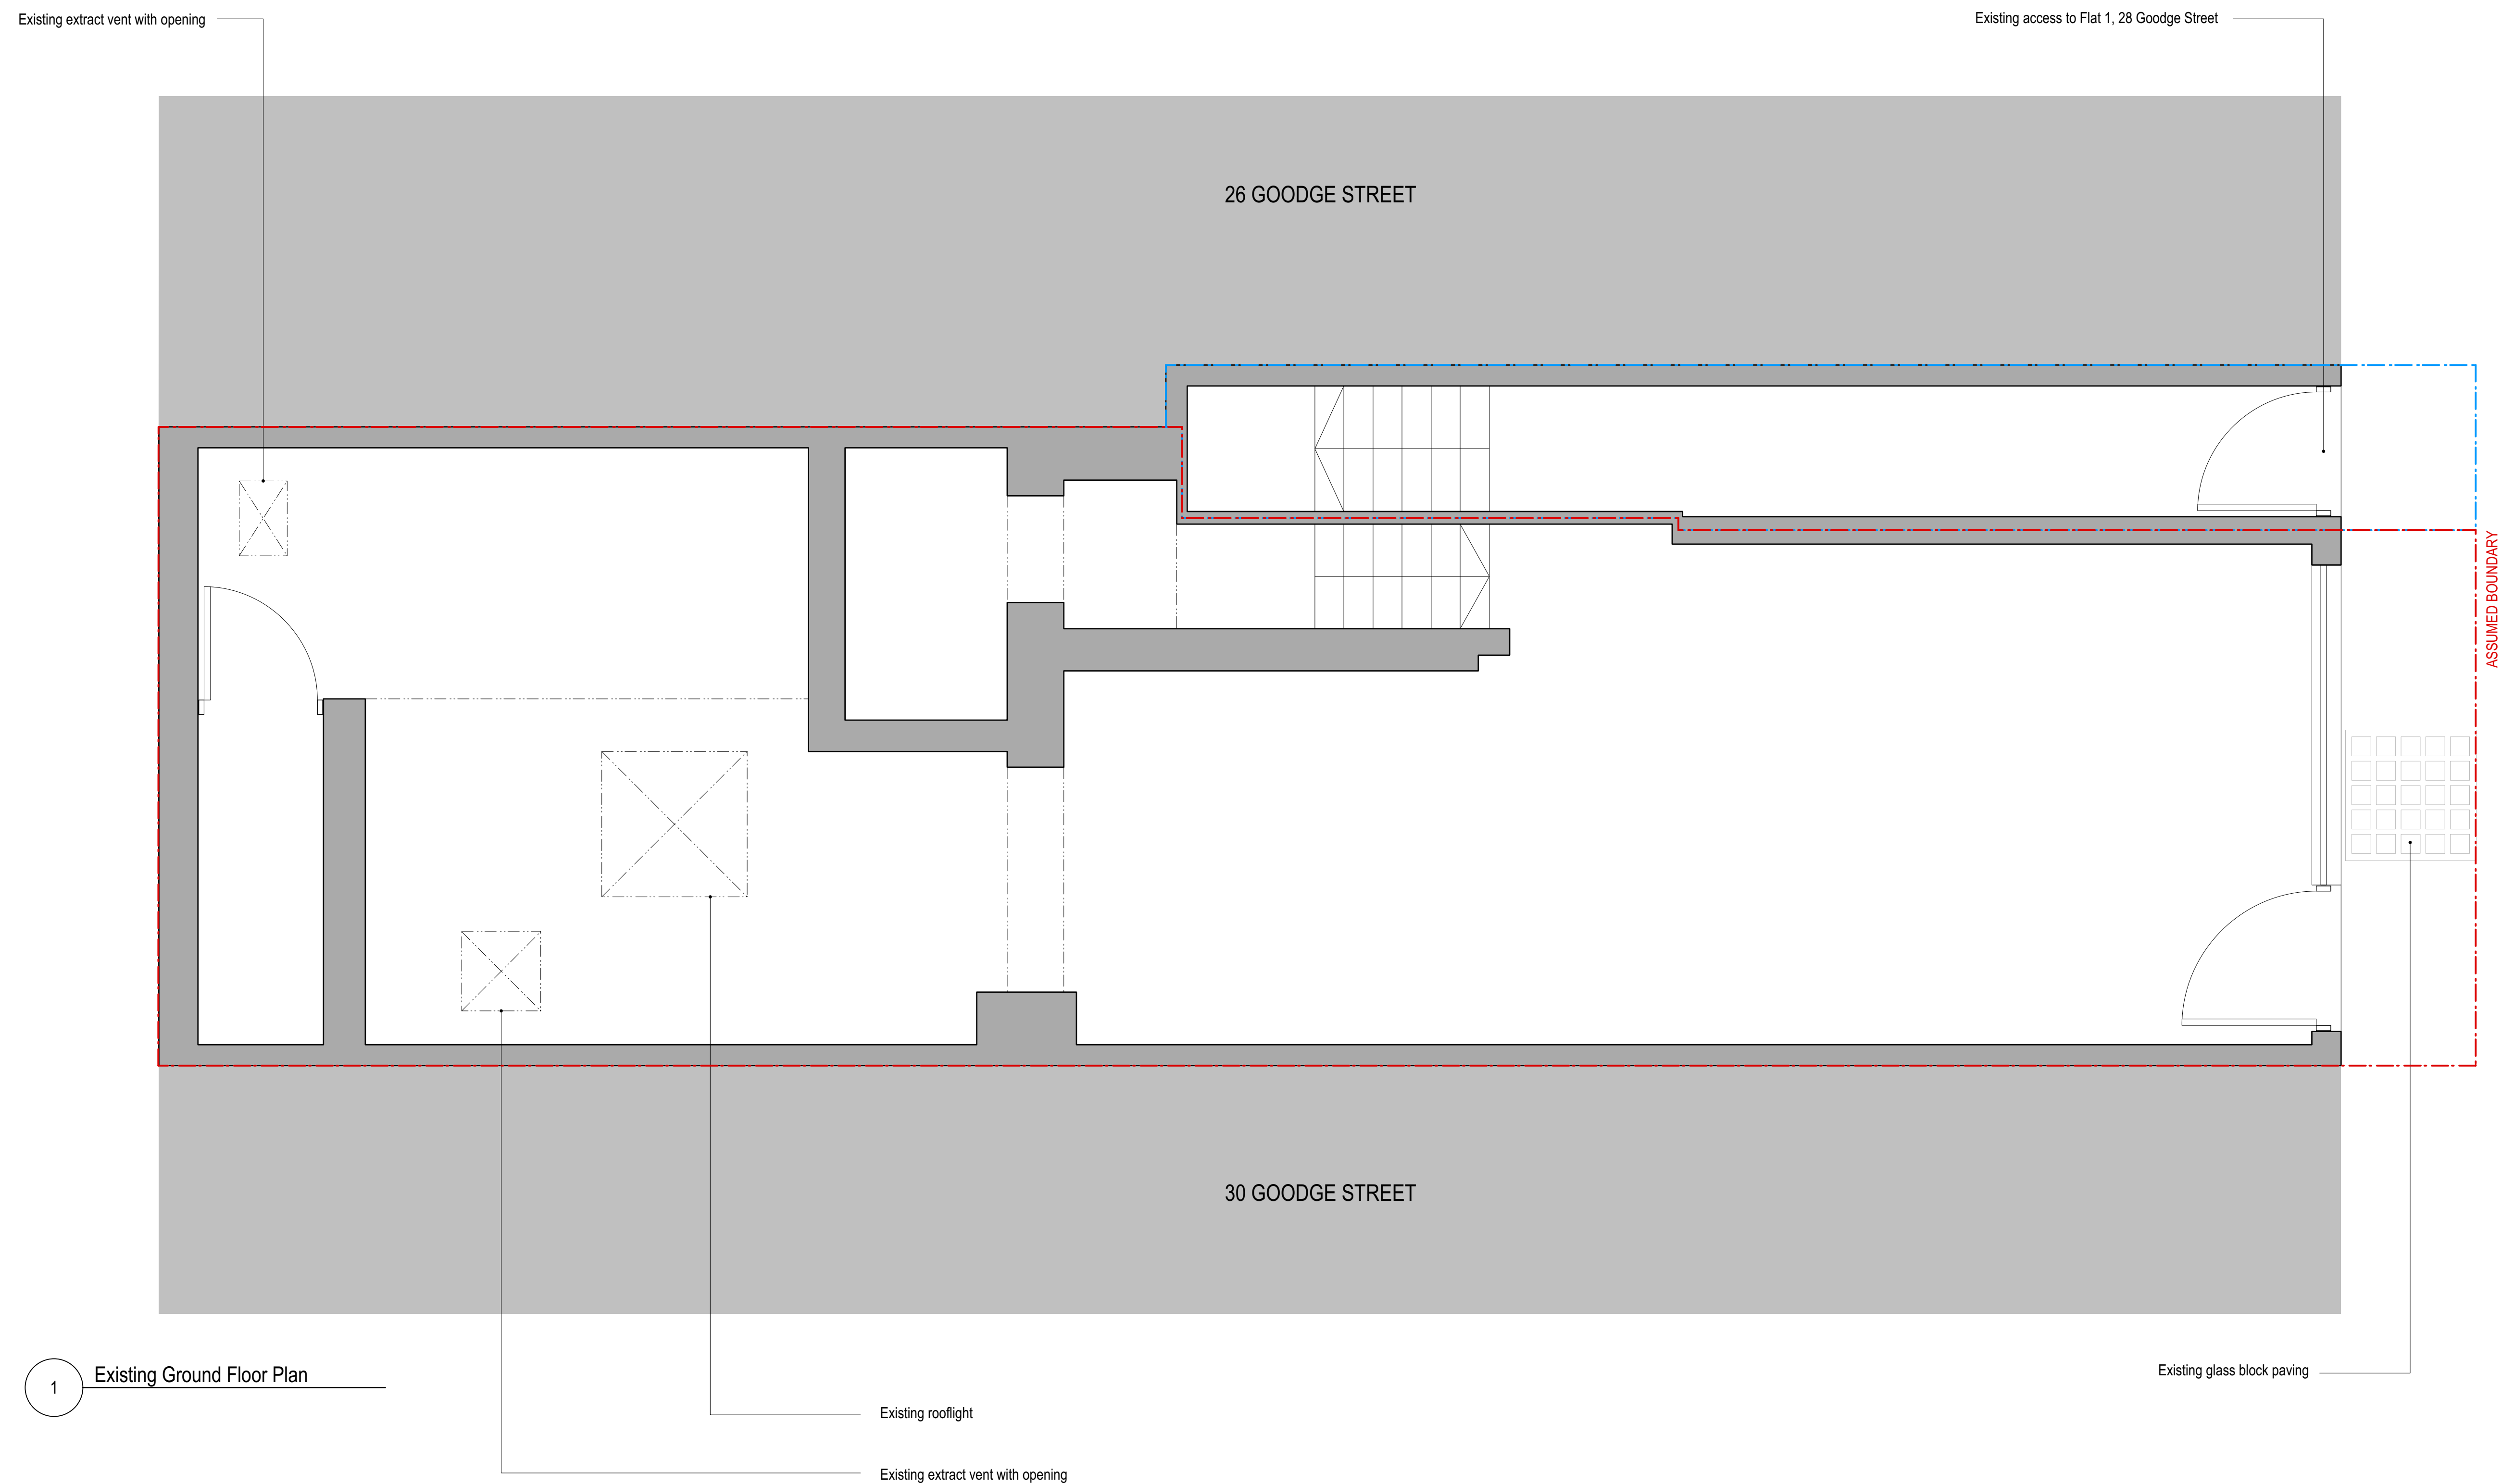 Existing extract vent with opening
Existing access to Flat 1, 28 Goodge Street
26 GOODGE STREET
ASSUMED BOUNDARY
30 GOODGE STREET
1
Existing Ground Floor Plan
Existing glass block paving
Existing rooflight
Existing extract vent with opening